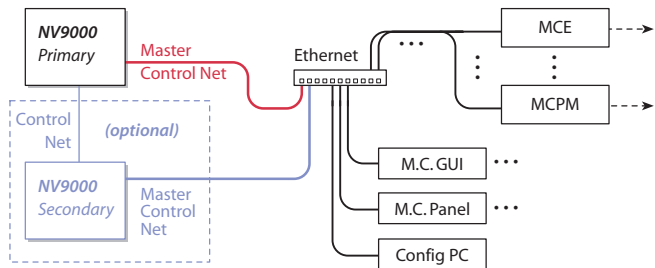 NV9000
Primary
Master
Control Net
Ethernet
MCE
MCPM
Control
Net
(optional)
NV9000
Secondary
Master
Control
Net
M.C. GUI
M.C. Panel
Config PC